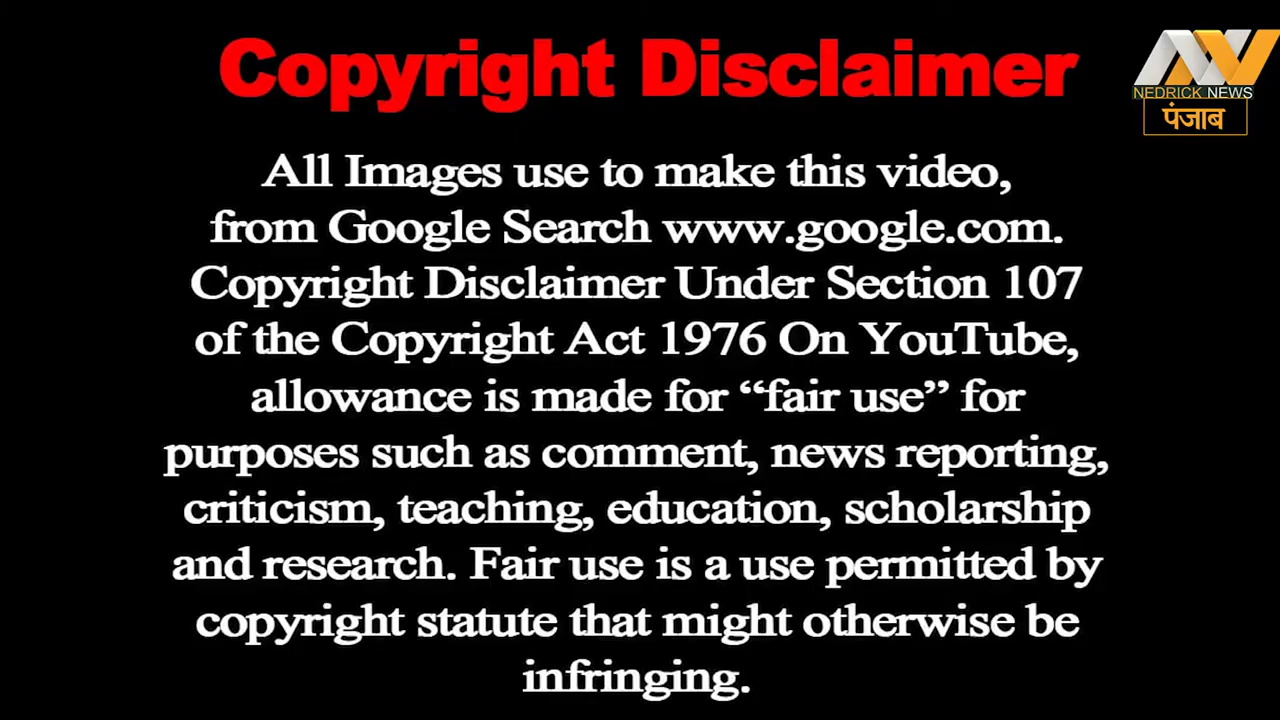 Copyright Disclaimer
NEDRICK NEWS
पंजाब
All Images use to make this video,
from Google Search www.google.com.
Copyright Disclaimer Under Section 107
of the Copyright Act 1976 On YouTube,
allowance is made for “fair use” for
purposes such as comment, news reporting,
criticism, teaching, education, scholarship
and research. Fair use is a use permitted by
copyright statute that might otherwise be
infringing.